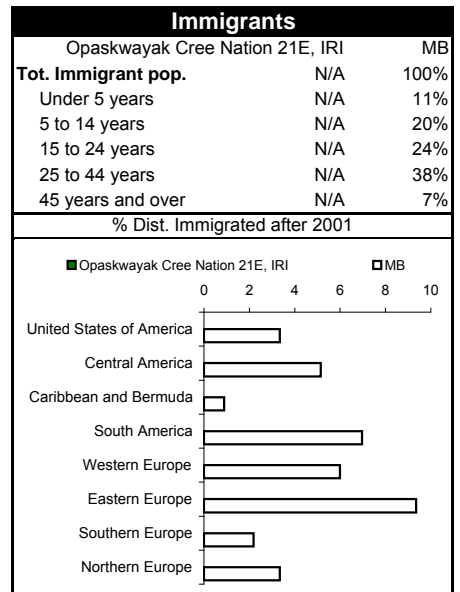 Immigrants
Opaskwayak Cree Nation 21E, IRI MB
Tot. Immigrant pop. N/A 100%
Under 5 years N/A 11%
5 to 14 years N/A 20%
15 to 24 years N/A 24%
25 to 44 years N/A 38%
45 years and over N/A 7%
% Dist. Immigrated after 2001
Opaskwayak Cree Nation 21E, IRI MB
0 2 4 6 8 10
United States of America
Central America
Caribbean and Bermuda
South America
Western Europe
Eastern Europe
Southern Europe
Northern Europe